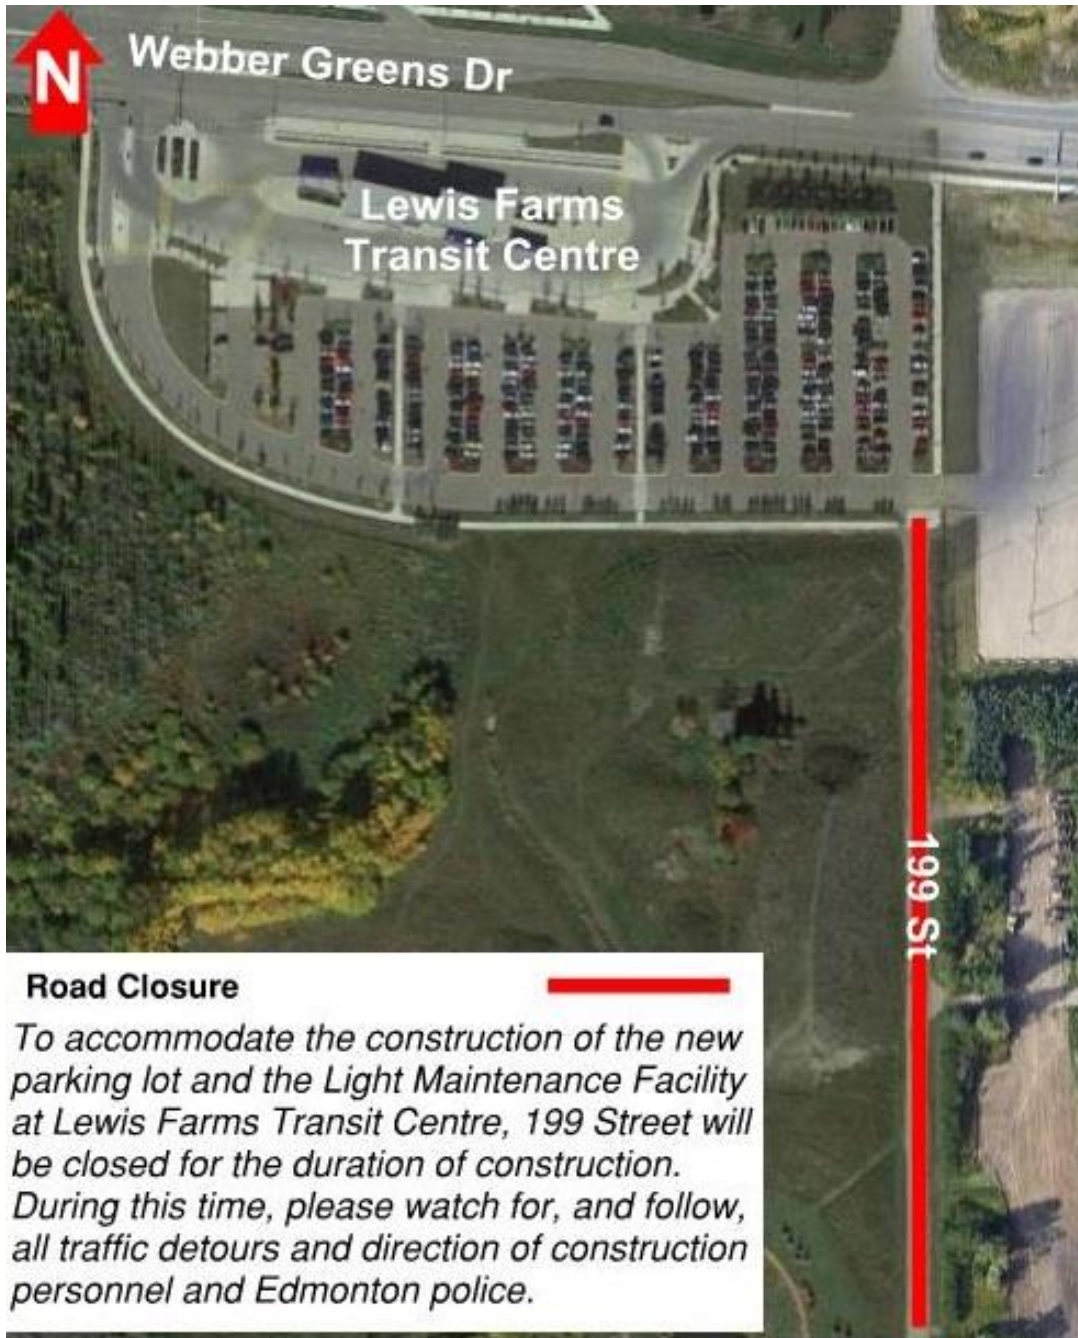 N
Webber Greens Dr
Lewis Farms
Transit Centre
199 St
Road Closure
To accommodate the construction of the new
parking lot and the Light Maintenance Facility
at Lewis Farms Transit Centre, 199 Street will
be closed for the duration of construction.
During this time, please watch for, and follow,
all traffic detours and direction of construction
personnel and Edmonton police.